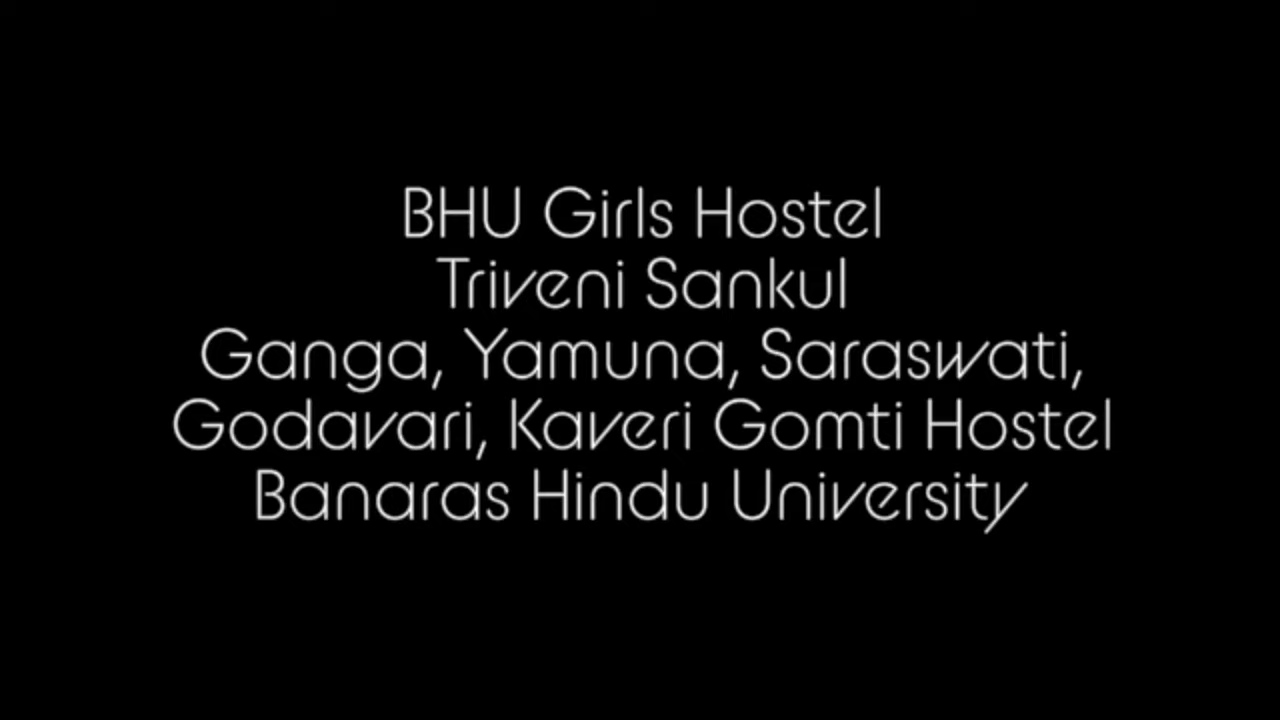 BHU Girls Hostel
Triveni Sankul
Ganga, Yamuna, Saraswati,
Godavari, Kaveri Gomti Hostel
Banaras Hindu University